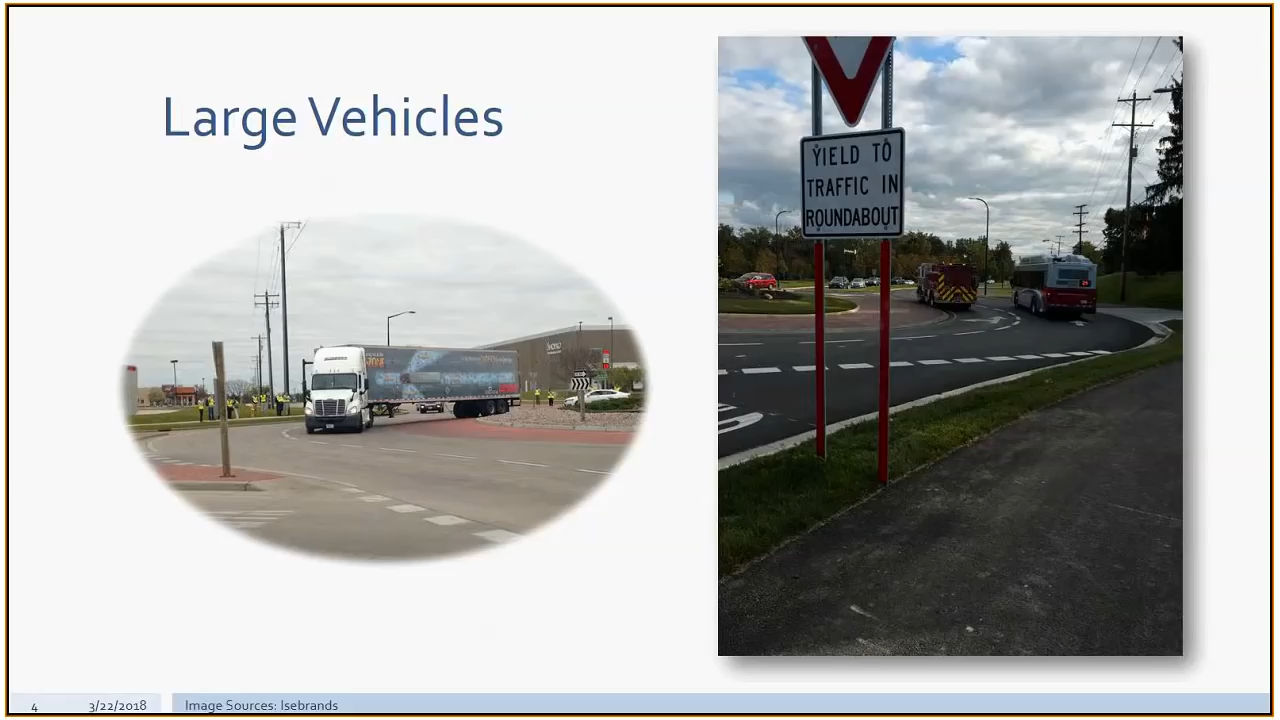 Large Vehicles
YIELD TO
TRAFFIC IN
ROUNDABOUT
4
3/22/2018
Image Sources: Isebrands